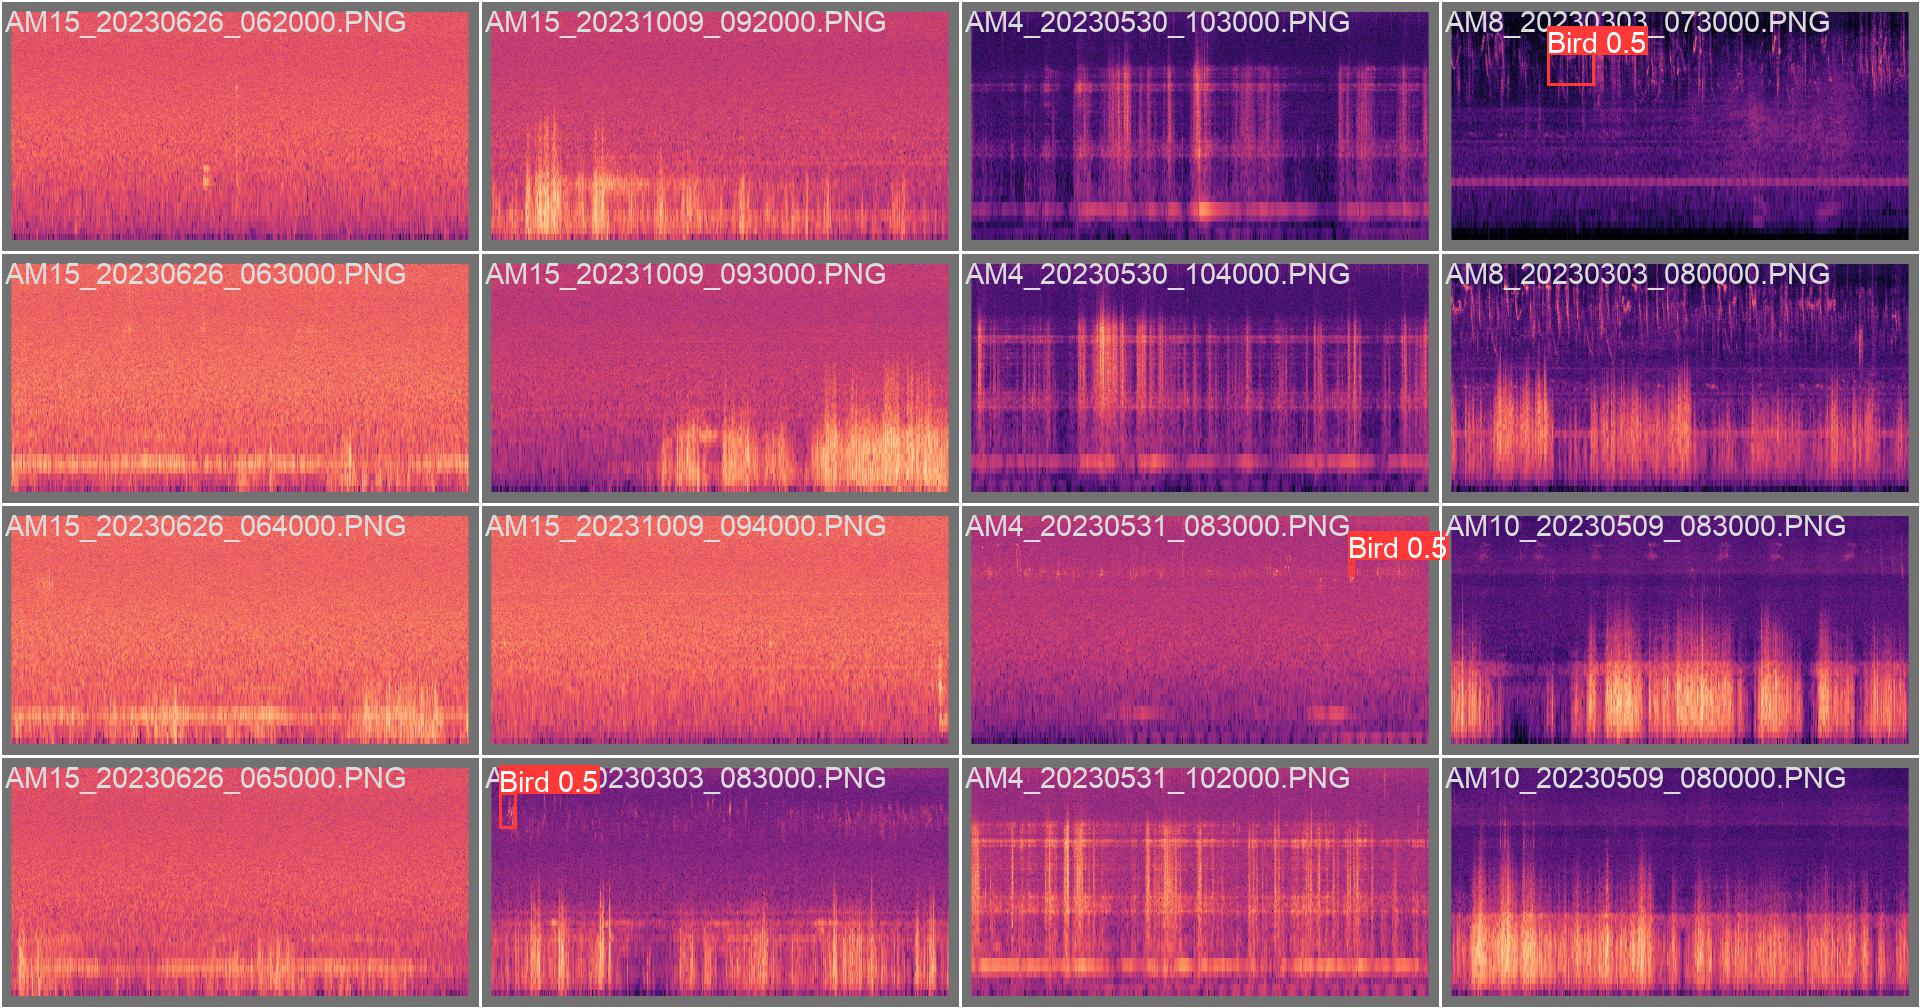 AM15_20230626_062000.PNG
AM15_20231009_092000.PNG
AM4_20230530_103000.PNG
AM8_20230303_073000.PNG
Bird 0.5
AM15_20230626_063000.PNG
AM15_20231009_093000.PNG
AM4_20230530_104000.PNG
AM8_20230303_080000.PNG
AM15_20230626_064000.PNG
AM15_20231009_094000.PNG
AM4_20230531_083000.PNG
Bird 0.5
AM10_20230509_083000.PNG
AM15_20230626_065000.PNG
Bird 0.5
0230303_083000.PNG
AM4_20230531_102000.PNG
AM10_20230509_080000.PNG